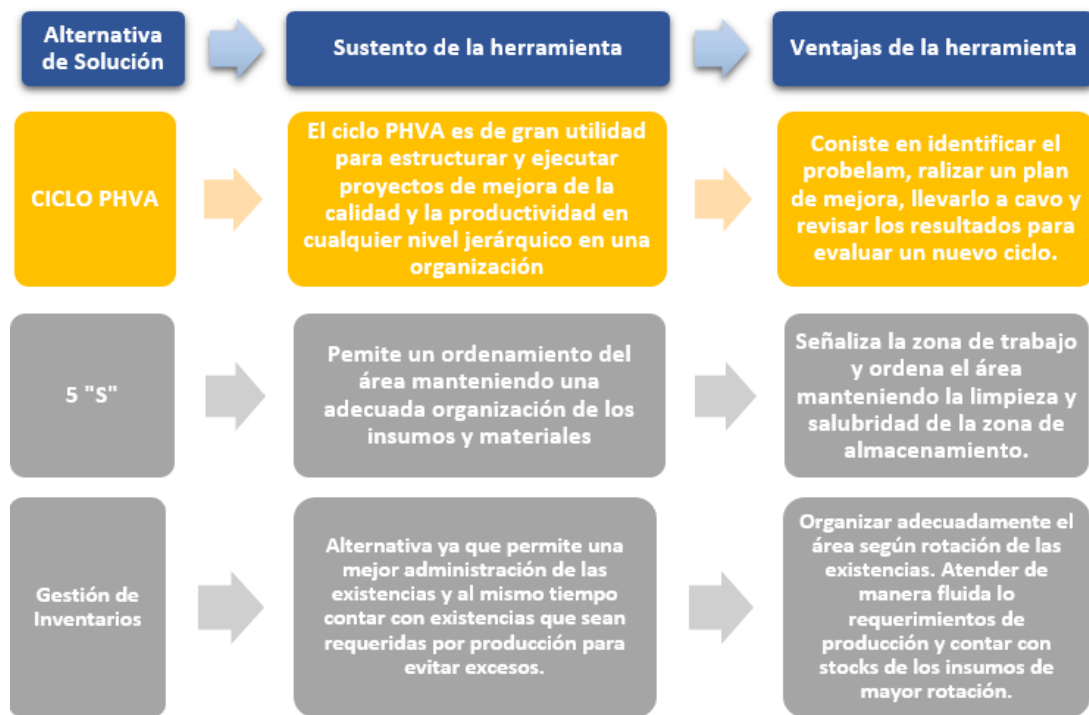 Alternativa
de Solución
Sustento de la herramienta
Ventajas de la herramienta
CICLO PHVA
El ciclo PHVA es de gran utilidad
para estructurar y ejecutar
proyectos de mejora de la
calidad y la productividad en
cualquier nivel jerárquico en una
organización
Coniste en identificar el
probelam, ralizar un plan
de mejora, llevarlo a cavo y
revisar los resultados para
evaluar un nuevo ciclo.
5 "S"
Pemite un ordenamiento del
área manteniendo una
adecuada organización de los
insumos y materiales
Señaliza la zona de trabajo
y ordena el área
manteniendo la limpieza y
salubridad de la zona de
almacenamiento.
Gestión de
Inventarios
Alternativa ya que permite una
mejor administración de las
existencias y al mismo tiempo
contar con existencias que sean
requeridas por producción para
evitar excesos.
Organizar adecuadamente el
área según rotación de las
existencias. Atender de
manera fluida lo
requerimientos de
producción y contar con
stocks de los insumos de
mayor rotación.